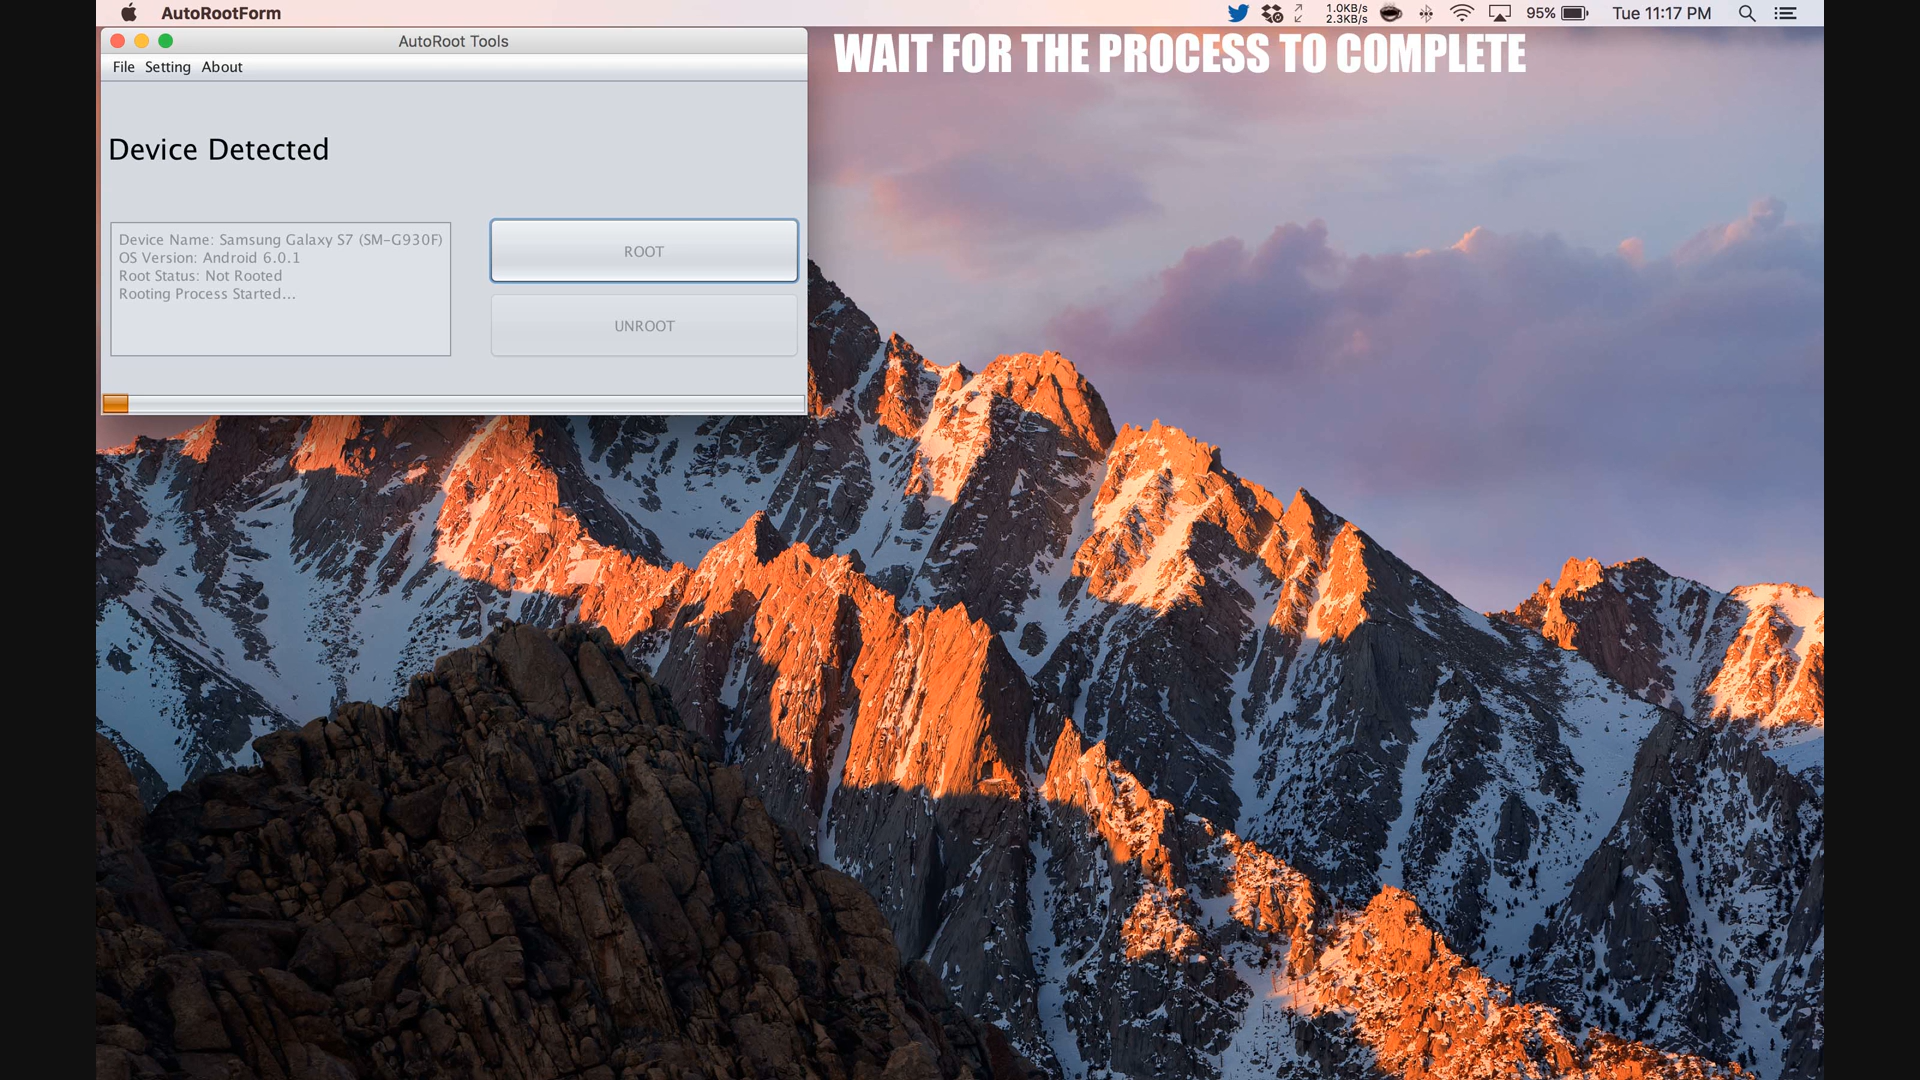 AutoRootForm
1.0KB/s
2.3KB/s
95%
Tue 11:17 PM
AutoRoot Tools
WAIT FOR THE PROCESS TO COMPLETE
File Setting About
Device Detected
Device Name: Samsung Galaxy S7 (SM-G930F)
OS Version: Android 6.0.1
Root Status: Not Rooted
Rooting Process Started...
ROOT
UNROOT